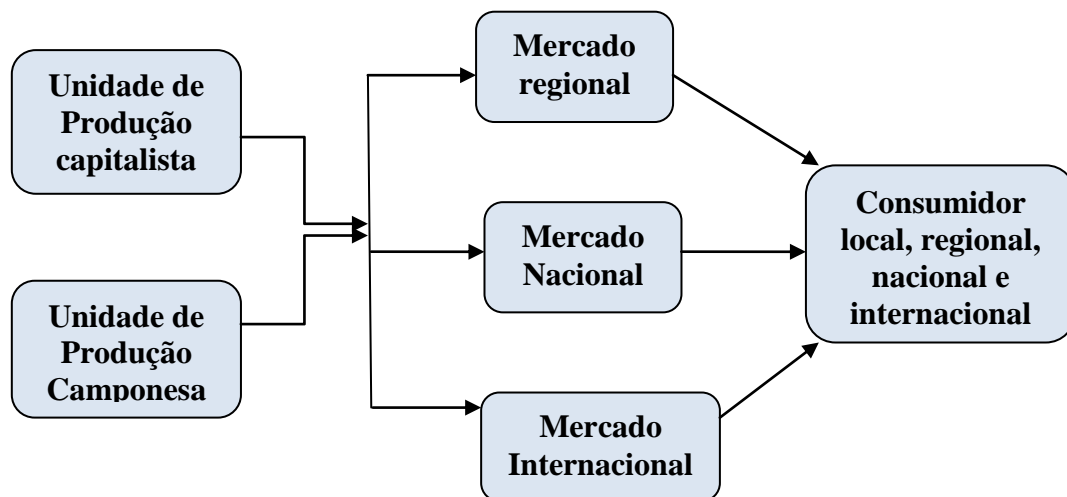 Unidade de
Produção
capitalista
Unidade de
Produção
Camponesa
Mercado
regional
Mercado
Nacional
Mercado
Internacional
Consumidor
local, regional,
nacional e
internacional